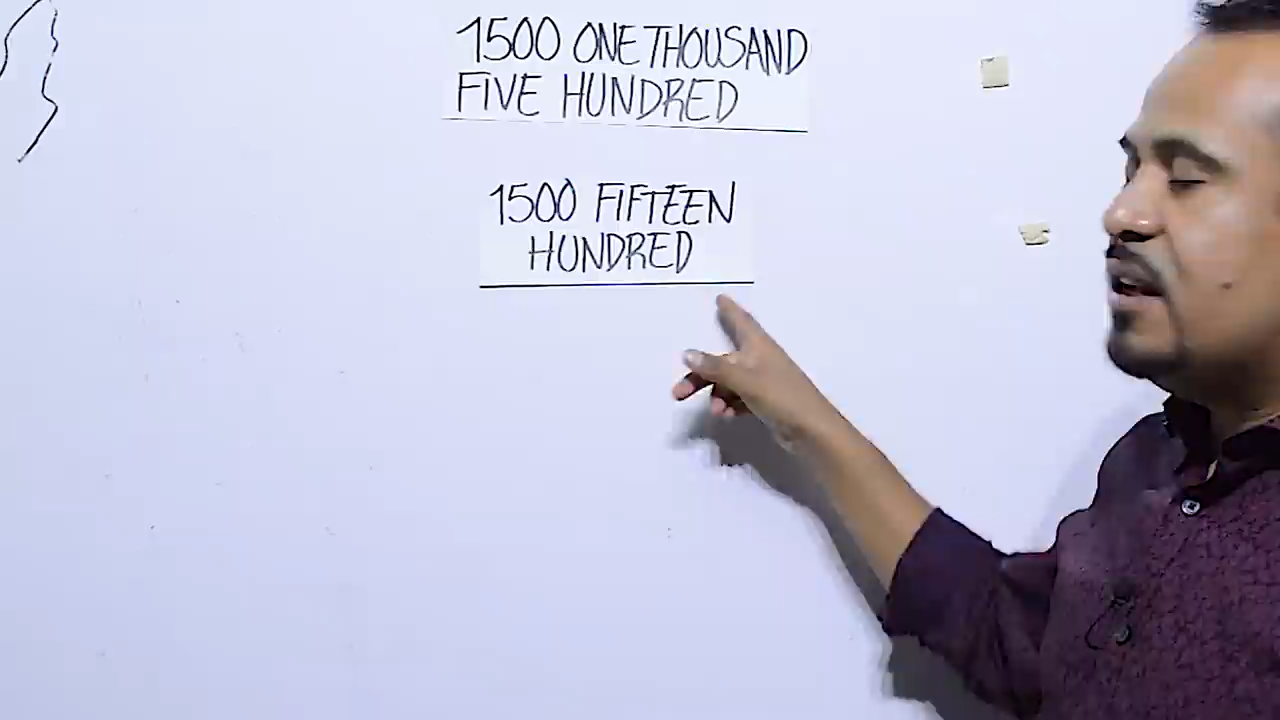 1500 ONE THOUSAND
FIVE HUNDRED
1500 FIFTEEN
HUNDRED